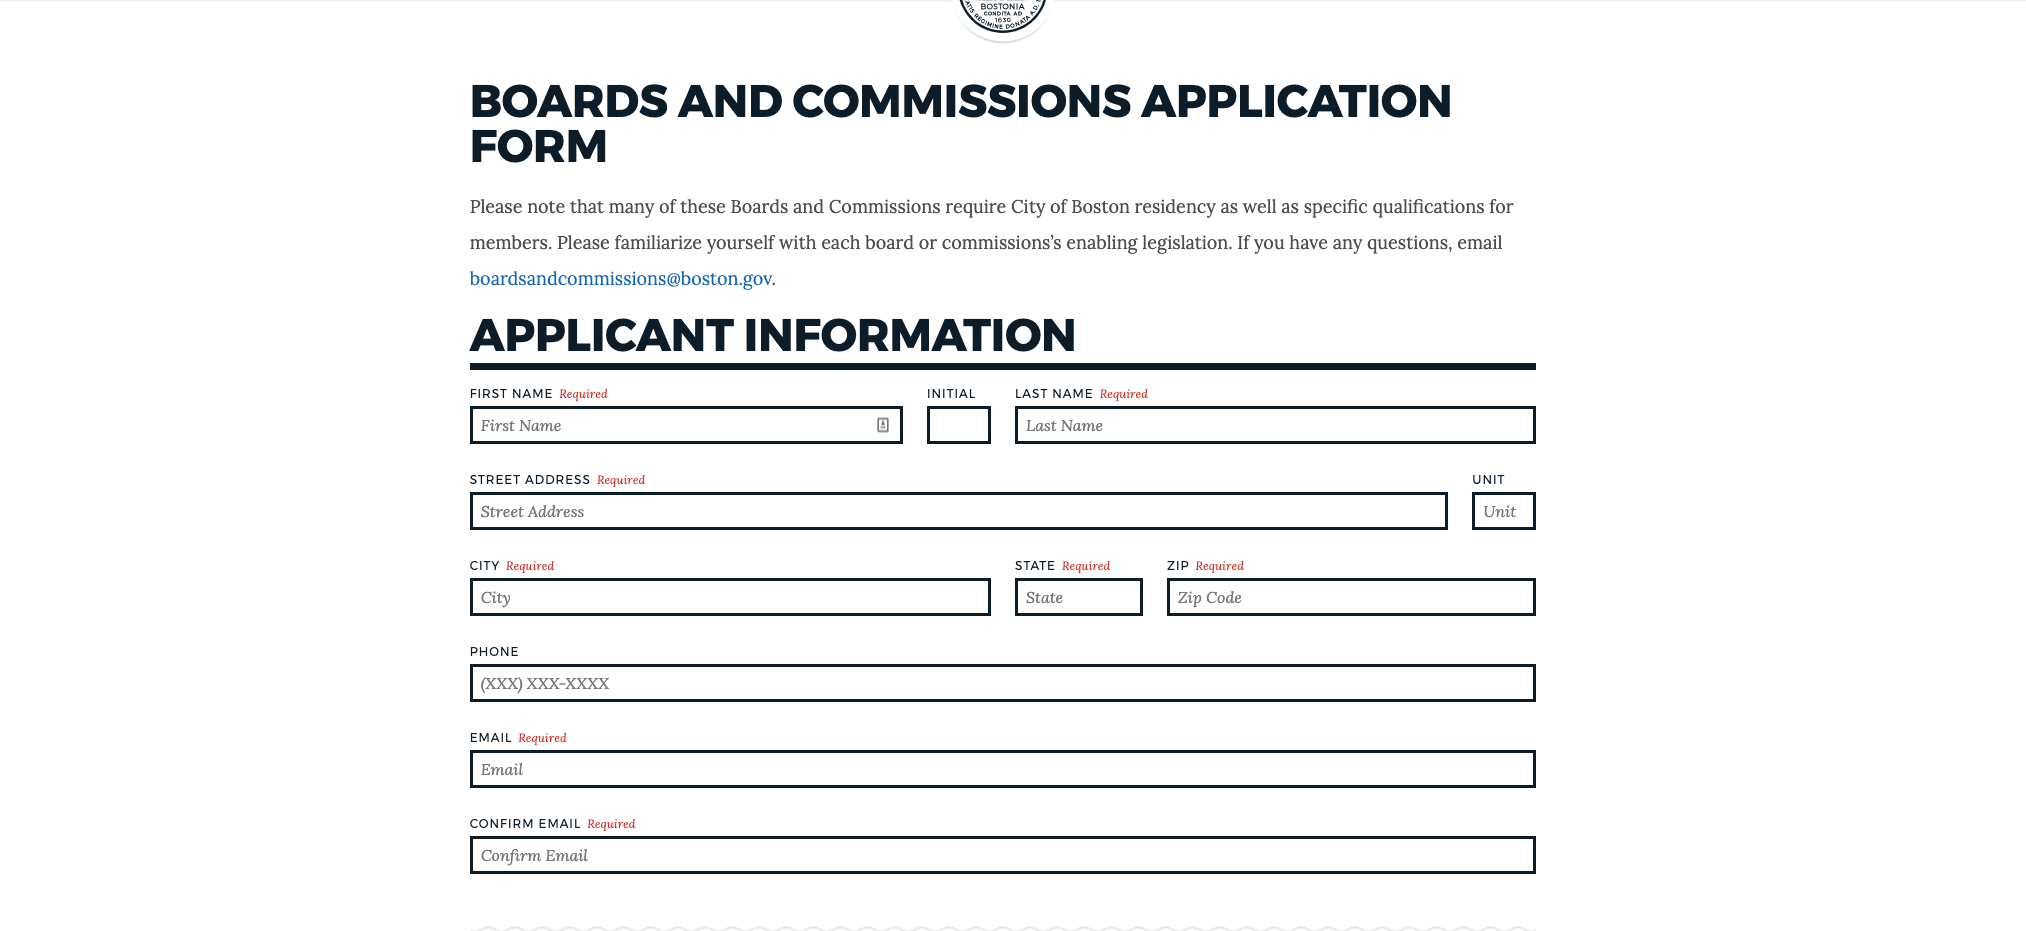 BOSTONIA
CONDITA AD
1630
REGIMINE DONATA A.D.
BOARDS AND COMMISSIONS APPLICATION
FORM
Please note that many of these Boards and Commissions require City of Boston residency as well as specific qualifications for
members. Please familiarize yourself with each board or commissions's enabling legislation. If you have any questions, email
boardsandcommissions@boston.gov.
APPLICANT INFORMATION
FIRST NAME Required INITIAL LAST NAME Required
First Name Last Name
STREET ADDRESS Required UNIT
Street Address Unit
CITY Required STATE Required ZIP Required
City State Zip Code
PHONE
(XXX) XXX-XXXX
EMAIL Required
Email
CONFIRM EMAIL Required
Confirm Email